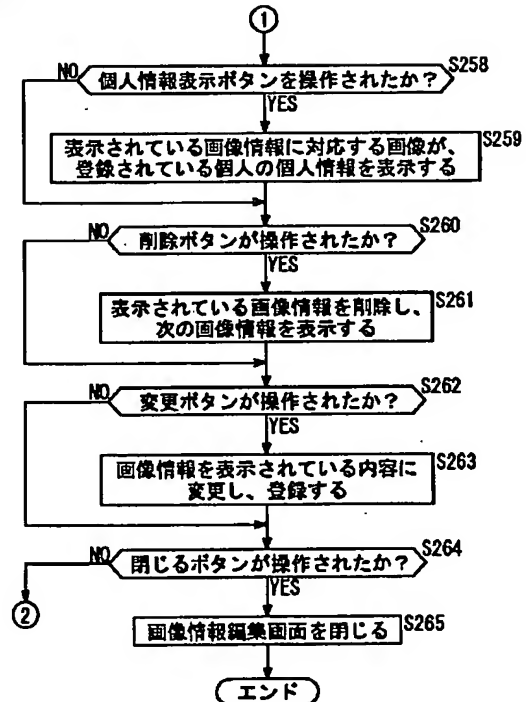 ①
NO
個人情報表示ボタンを操作されたか?
S258
YES
表示されている画像情報に対応する画像が、
登録されている個人の個人情報を表示する
S259
NO
削除ボタンが操作されたか?
S260
YES
表示されている画像情報を削除し、
次の画像情報を表示する
S261
NO
変更ボタンが操作されたか?
S262
YES
画像情報を表示されている内容に
変更し、登録する
S263
NO
閉じるボタンが操作されたか?
S264
YES
②
画像情報編集画面を閉じる
S265
エンド